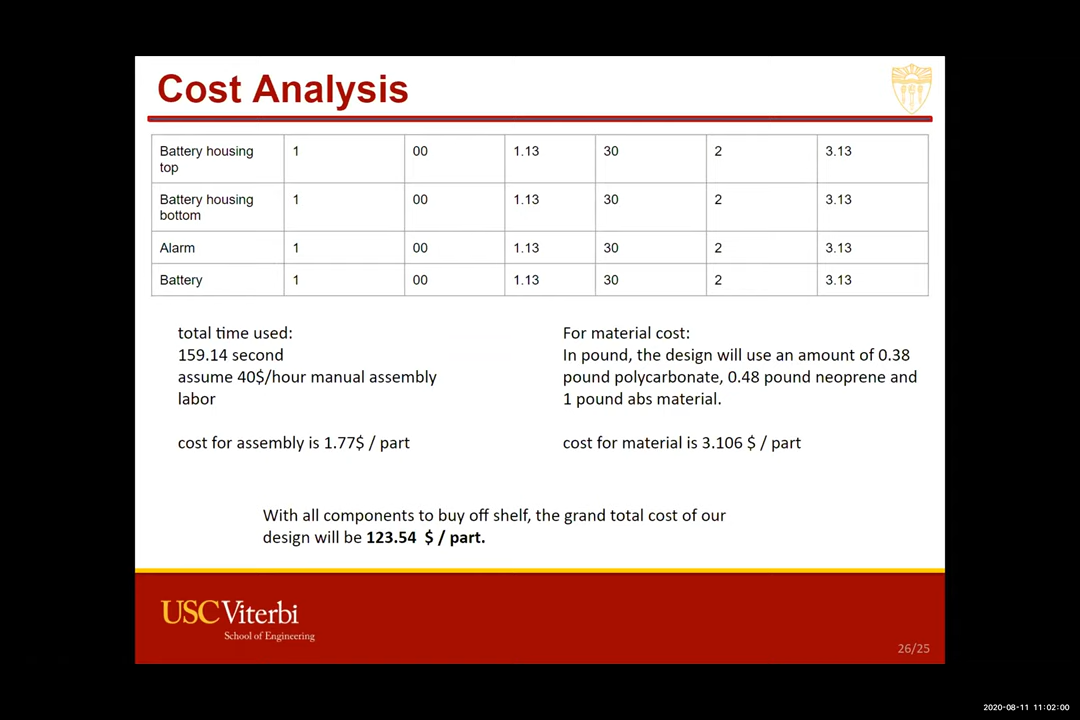 Cost Analysis
Battery housing top 1 00 1.13 30 2 3.13
Battery housing bottom 1 00 1.13 30 2 3.13
Alarm 1 00 1.13 30 2 3.13
Battery 1 00 1.13 30 2 3.13
total time used:
159.14 second
assume 40$/hour manual assembly
labor
cost for assembly is 1.77$ / part
For material cost:
In pound, the design will use an amount of 0.38
pound polycarbonate, 0.48 pound neoprene and
1 pound abs material.
cost for material is 3.106 $ / part
With all components to buy off shelf, the grand total cost of our
design will be 123.54 $ / part.
USC Viterbi
School of Engineering
26/25
2020-08-11 11:02:00